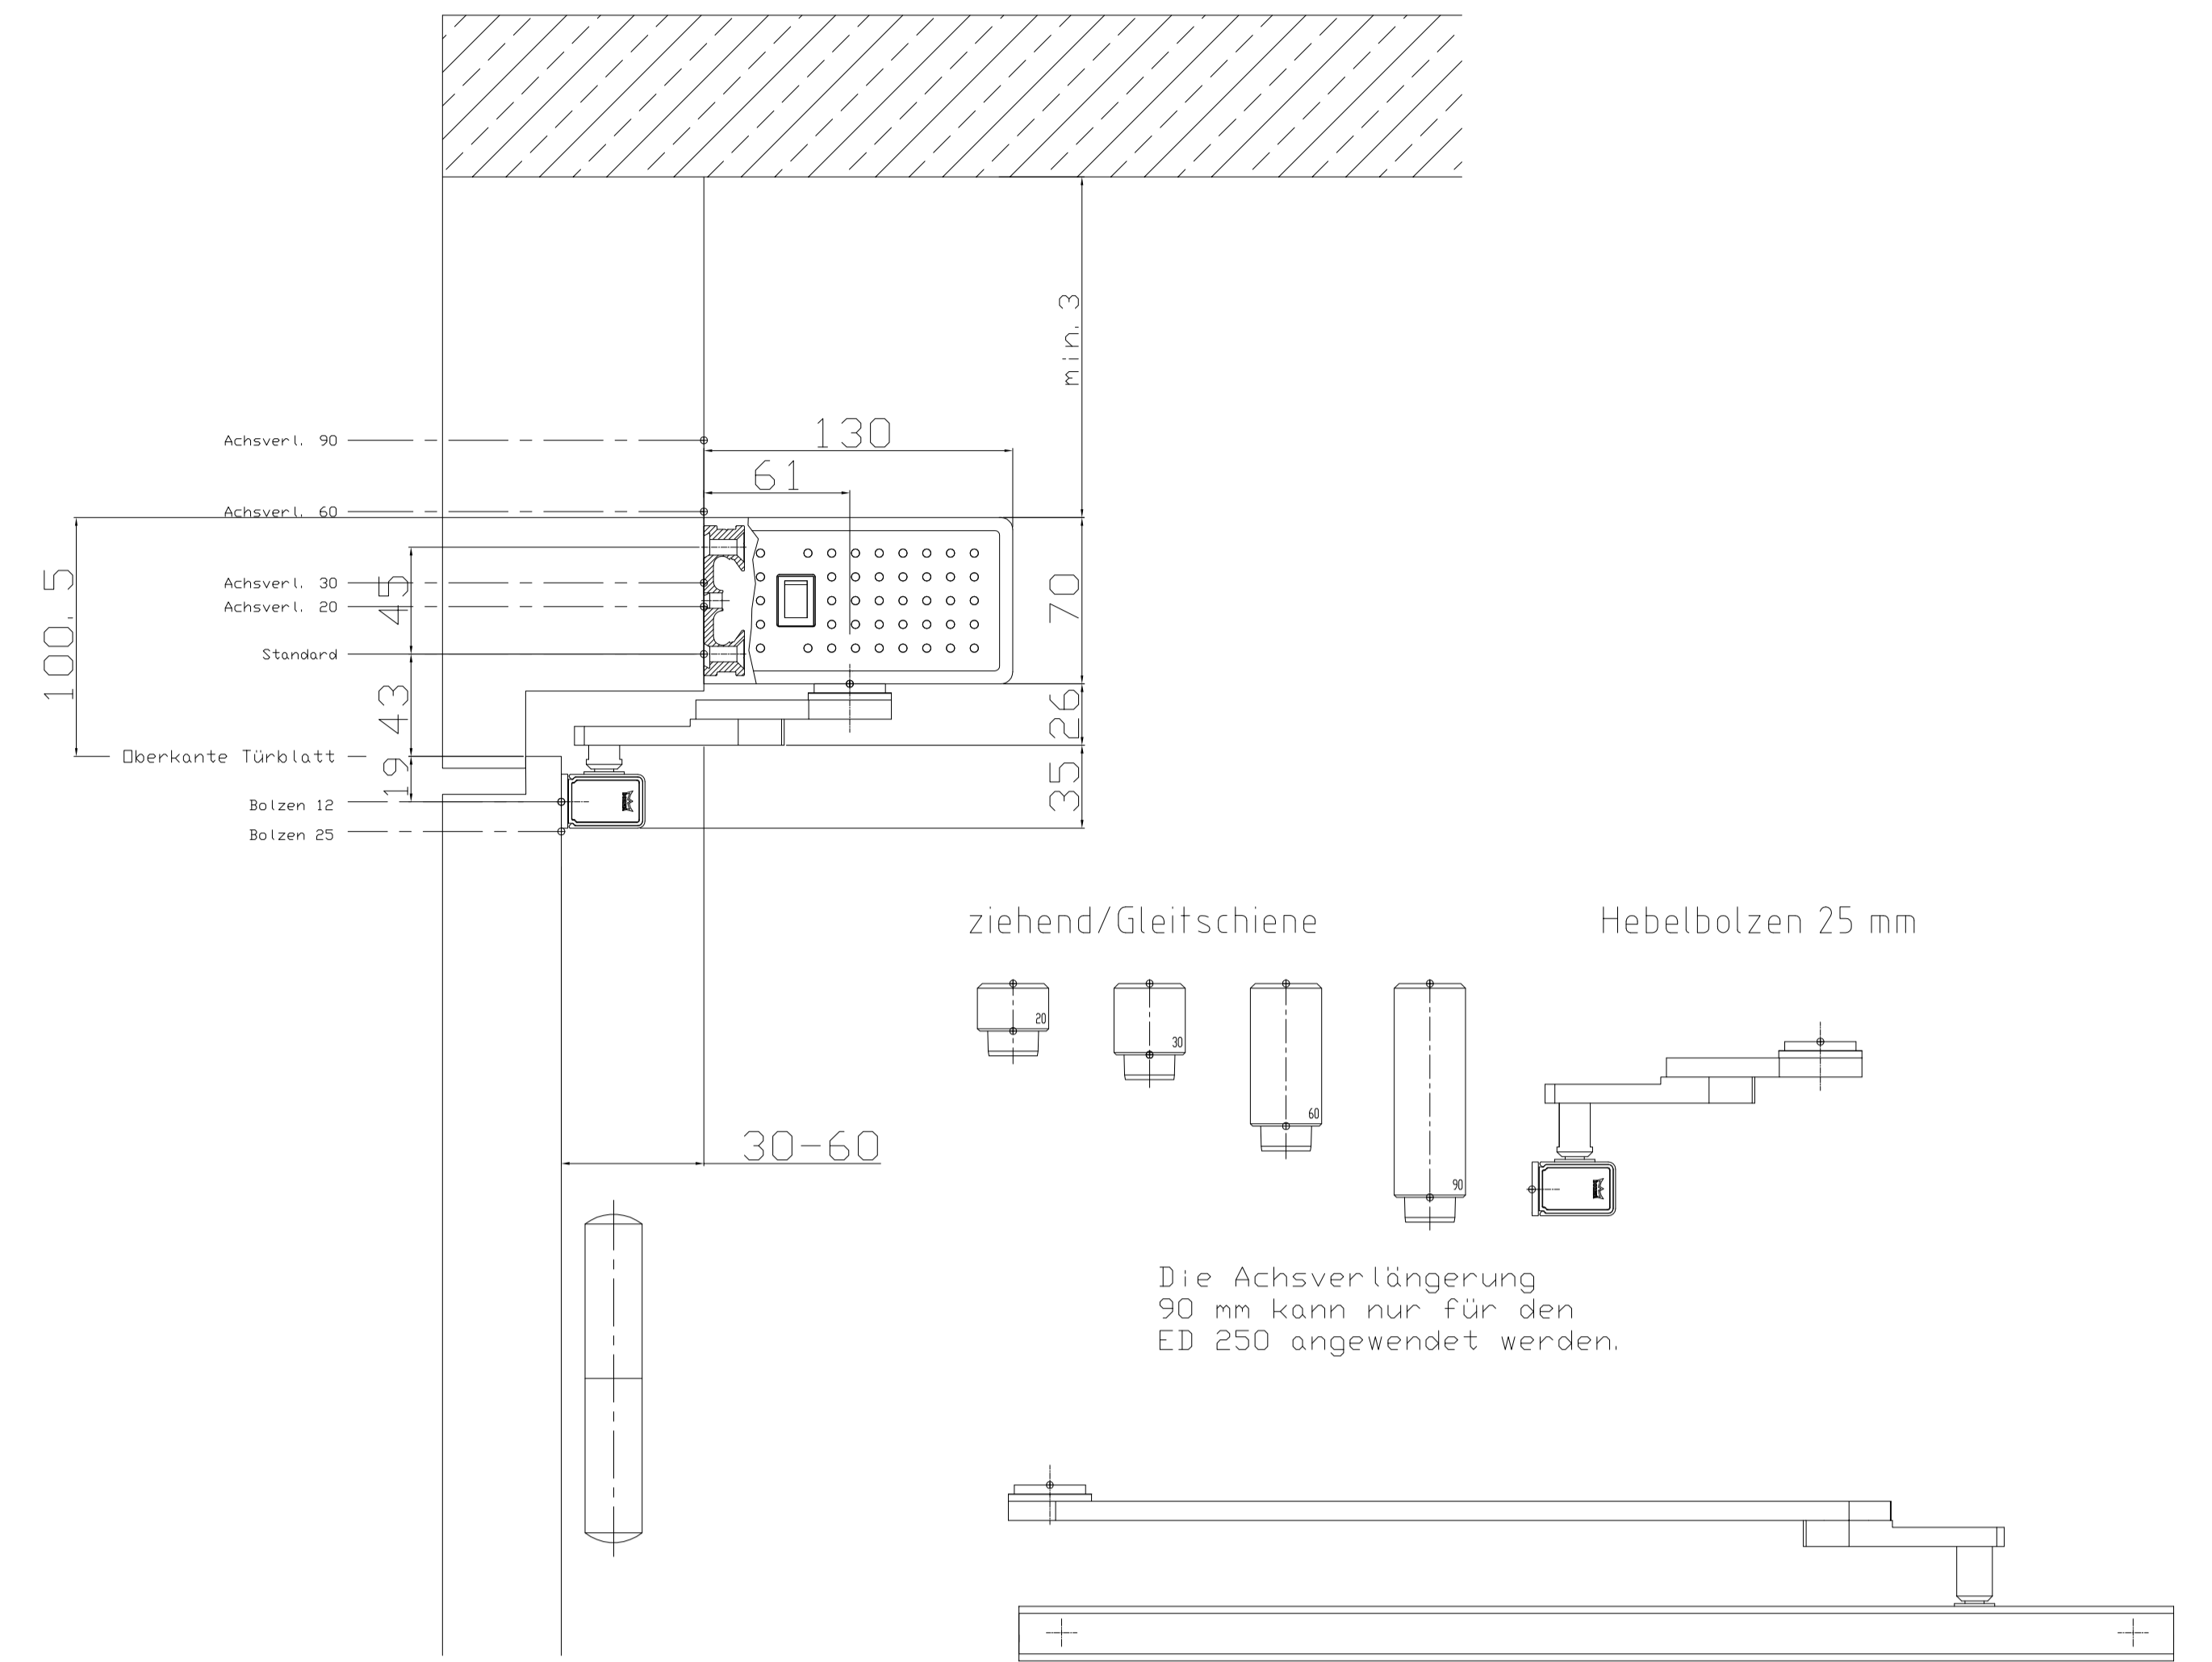 min. 3
130
61
Achsverl. 90
Achsverl. 60
Achsverl. 30
Achsverl. 20
Standard
Oberkante Türblatt
Bolzen 12
Bolzen 25
100,5
45
43
19
70
26
35
30-60
ziehend/Gleitschiene
Hebelbolzen 25 mm
20
30
60
90
Die Achsverlängerung
90 mm kann nur für den
ED 250 angewendet werden.